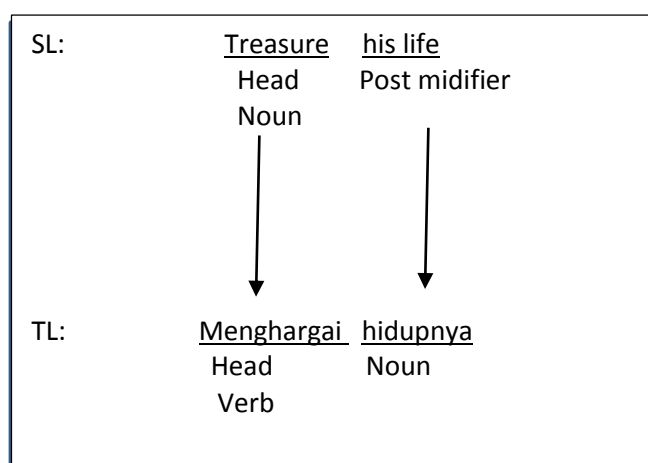 SL: Treasure his life
Head Post midifier
Noun
TL: Menghargai hidupnya
Head Noun
Verb